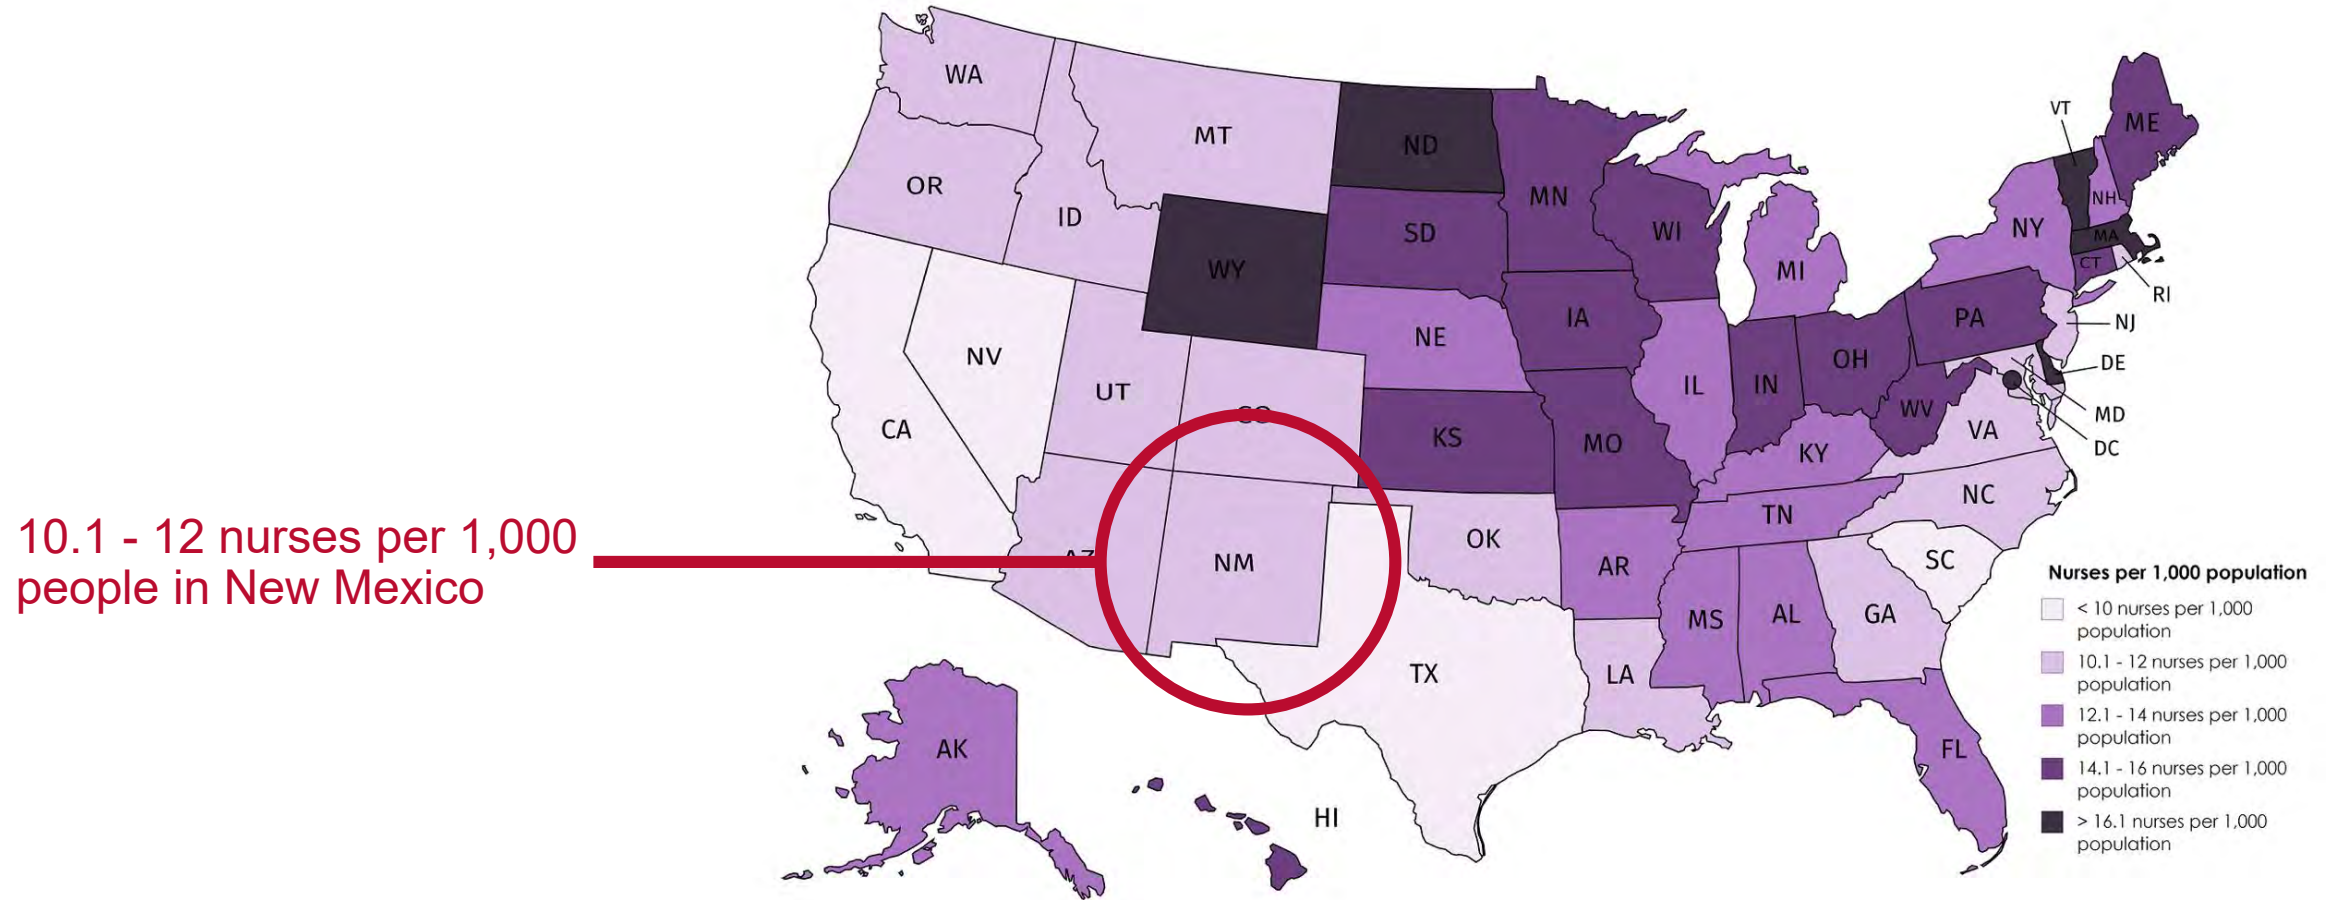 10.1 - 12 nurses per 1,000
people in New Mexico
WA
MT
ND
MN
ME
VT
OR
ID
WY
SD
WI
MI
NY
NH
MA
CT
RI
NJ
DE
MD
DC
PA
NE
IA
IL
IN
OH
WV
VA
KY
NV
UT
CO
CA
KS
MO
TN
NC
SC
AZ
NM
OK
AR
MS
AL
GA
LA
TX
FL
AK
HI
Nurses per 1,000 population
< 10 nurses per 1,000
population
10.1 - 12 nurses per 1,000
population
12.1 - 14 nurses per 1,000
population
14.1 - 16 nurses per 1,000
population
> 16.1 nurses per 1,000
population